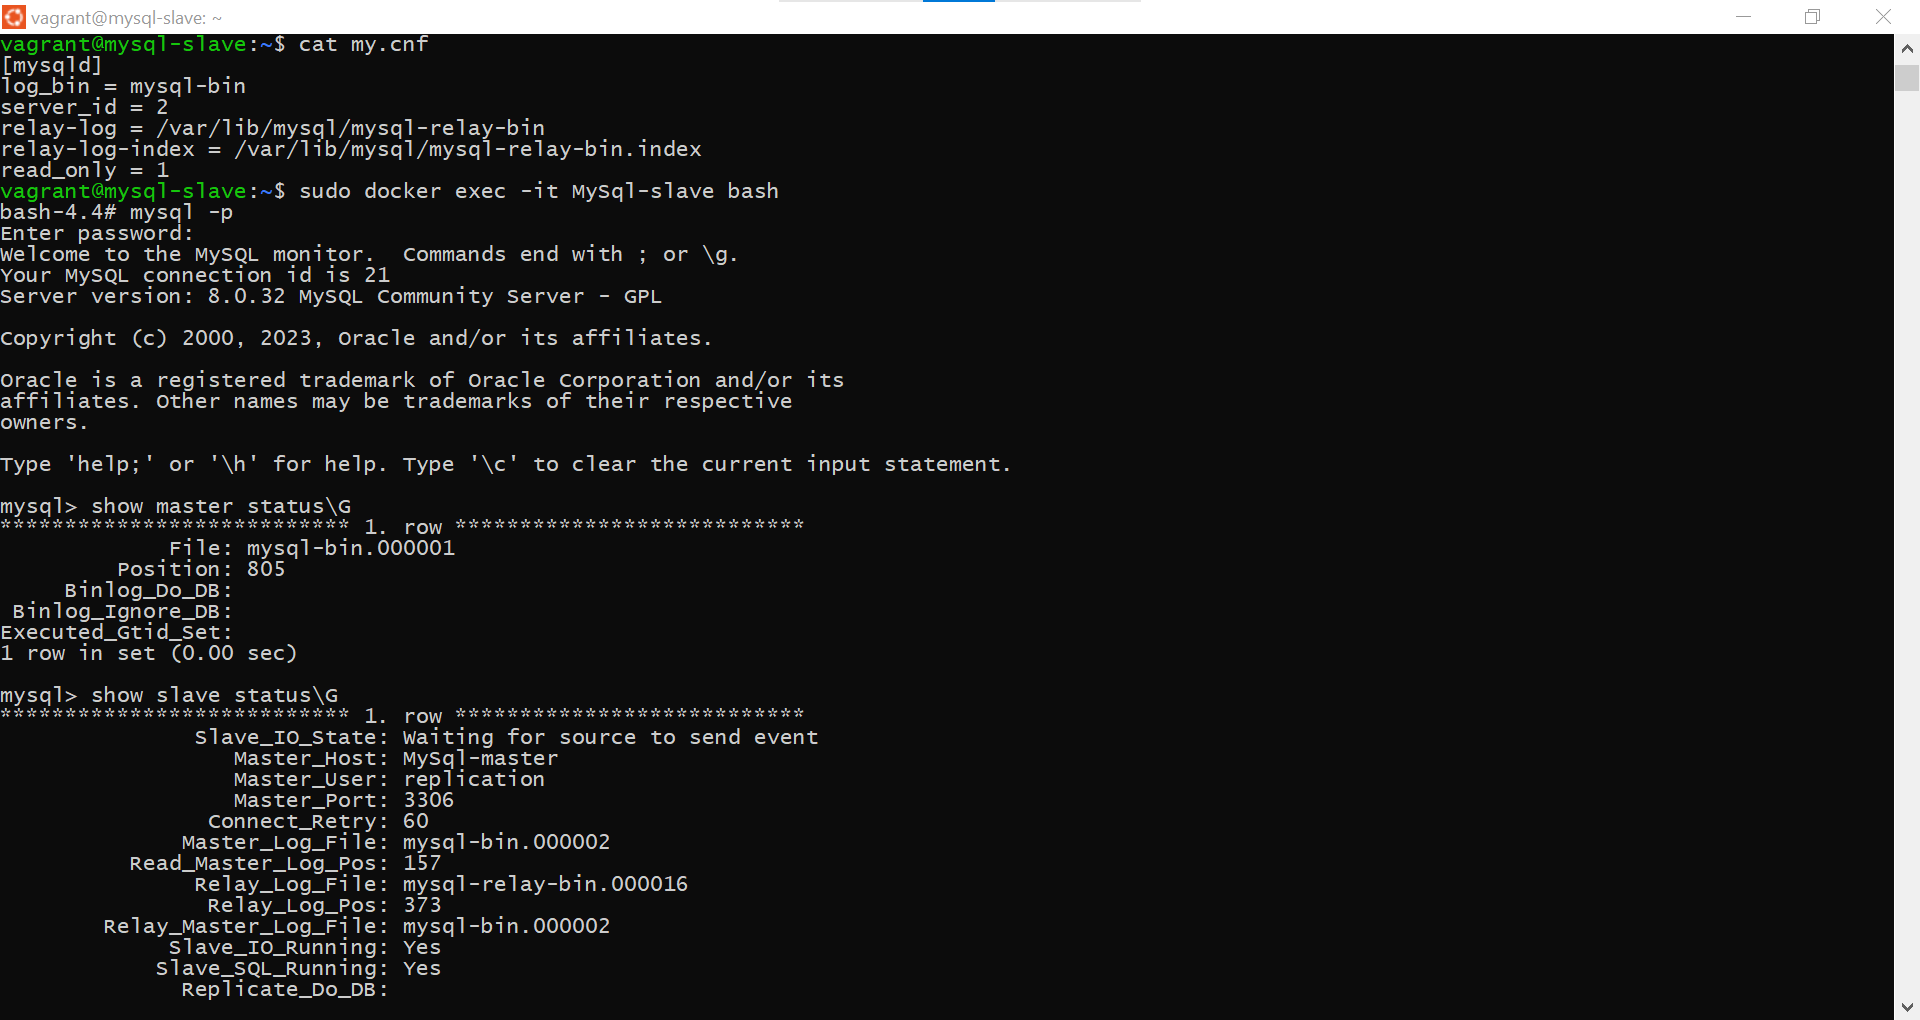 vagrant@mysql-slave: ~
vagrant@mysql-slave:~$ cat my.cnf
[mysqld]
log_bin = mysql-bin
server_id = 2
relay-log = /var/lib/mysql/mysql-relay-bin
relay-log-index = /var/lib/mysql/mysql-relay-bin.index
read_only = 1
vagrant@mysql-slave:~$ sudo docker exec -it MySql-slave bash
bash-4.4# mysql -p
Enter password:
Welcome to the MySQL monitor.  Commands end with ; or \g.
Your MySQL connection id is 21
Server version: 8.0.32 MySQL Community Server - GPL
Copyright (c) 2000, 2023, Oracle and/or its affiliates.
Oracle is a registered trademark of Oracle Corporation and/or its
affiliates. Other names may be trademarks of their respective
owners.
Type 'help;' or '\h' for help. Type '\c' to clear the current input statement.
mysql> show master status\G
*************************** 1. row ***************************
             File: mysql-bin.000001
         Position: 805
     Binlog_Do_DB:
 Binlog_Ignore_DB:
Executed_Gtid_Set:
1 row in set (0.00 sec)
mysql> show slave status\G
*************************** 1. row ***************************
               Slave_IO_State: Waiting for source to send event
                  Master_Host: MySql-master
                  Master_User: replication
                  Master_Port: 3306
                Connect_Retry: 60
              Master_Log_File: mysql-bin.000002
          Read_Master_Log_Pos: 157
               Relay_Log_File: mysql-relay-bin.000016
                Relay_Log_Pos: 373
        Relay_Master_Log_File: mysql-bin.000002
             Slave_IO_Running: Yes
            Slave_SQL_Running: Yes
              Replicate_Do_DB: